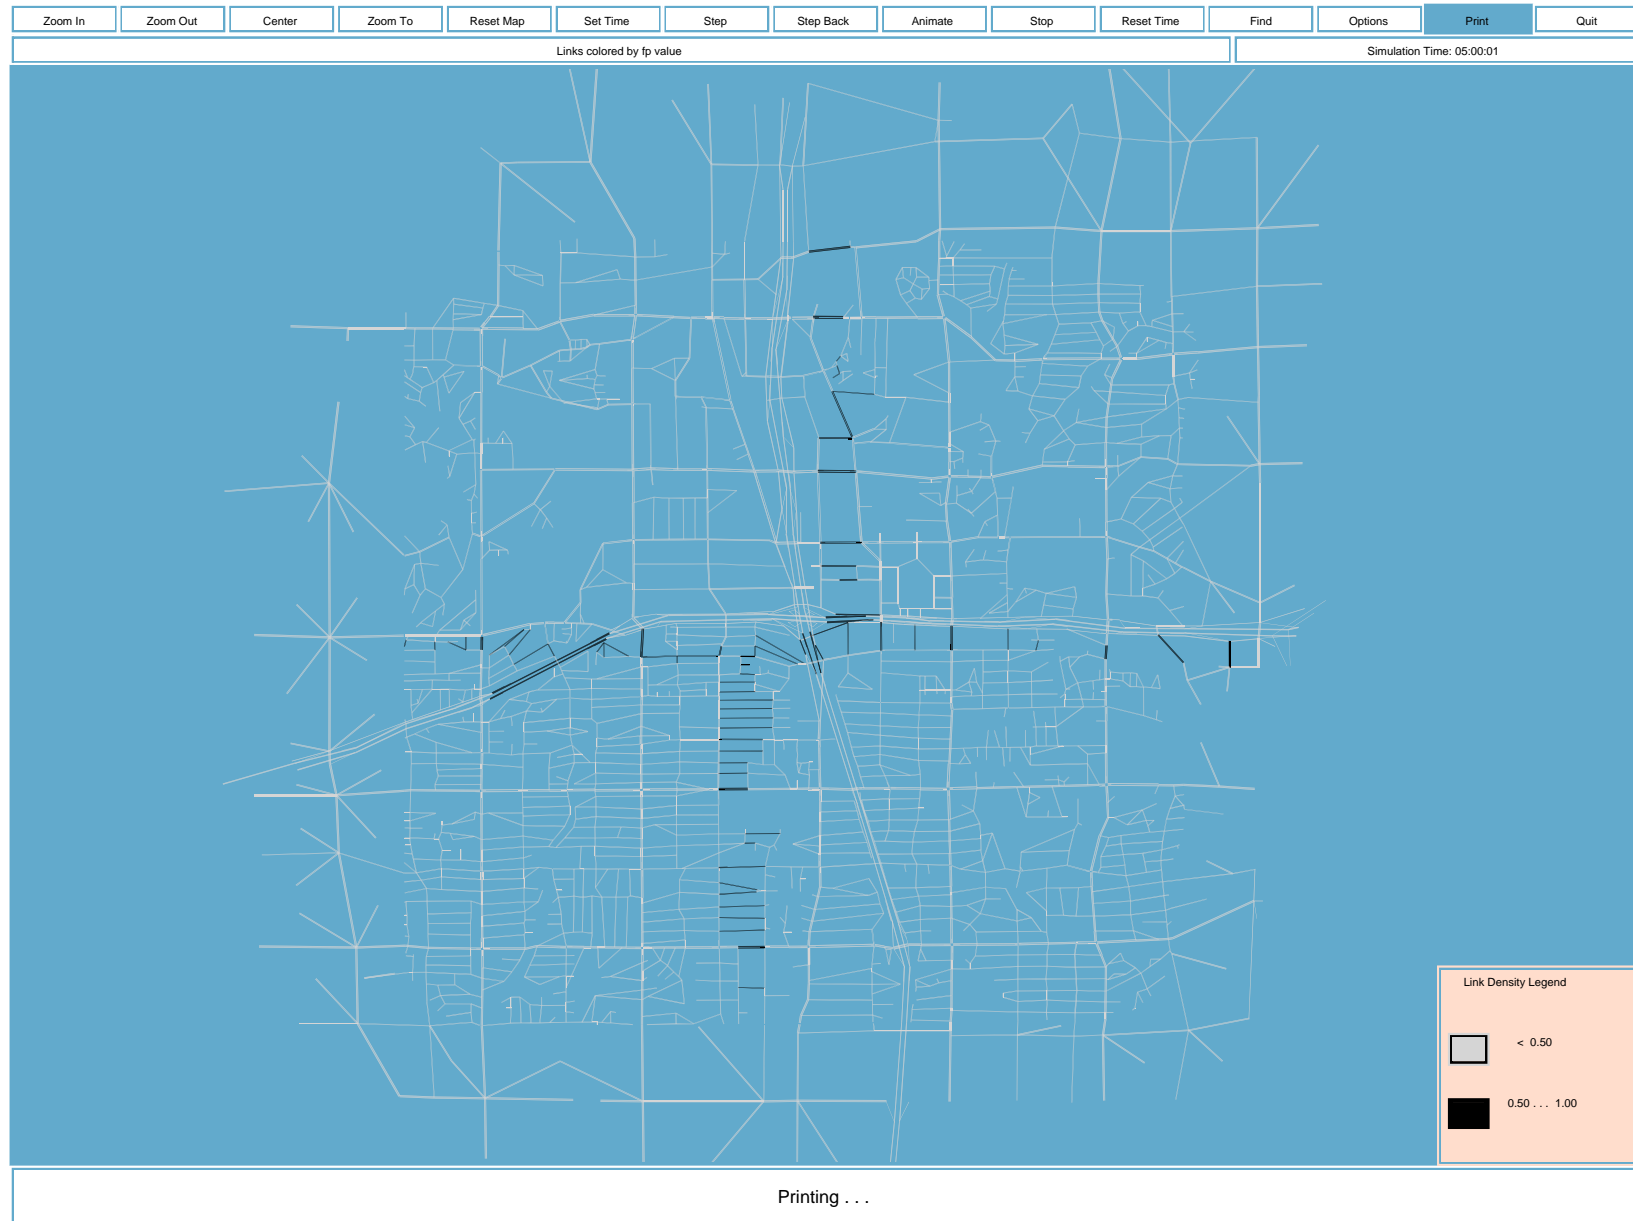 Zoom In Zoom Out Center Zoom To Reset Map Set Time Step Step Back Animate Stop Reset Time Find Options Print Quit
Links colored by fp value Simulation Time: 05:00:01
Link Density Legend
< 0.50
0.50 . . . 1.00
Printing . . .